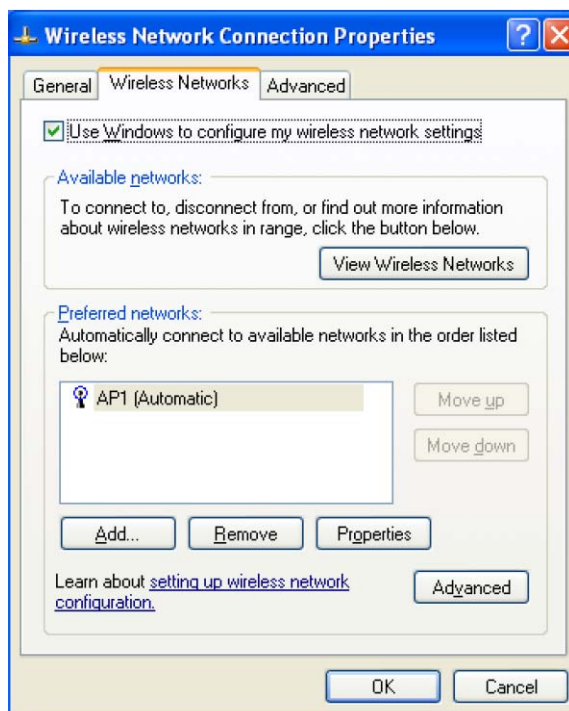 Wireless Network Connection Properties
General Wireless Networks Advanced
Use Windows to configure my wireless network settings
Available networks:
To connect to, disconnect from, or find out more information
about wireless networks in range, click the button below.
View Wireless Networks
Preferred networks:
Automatically connect to available networks in the order listed
below:
AP1 (Automatic)
Move up
Move down
Add... Remove Properties
Learn about setting up wireless network
configuration.
Advanced
OK Cancel